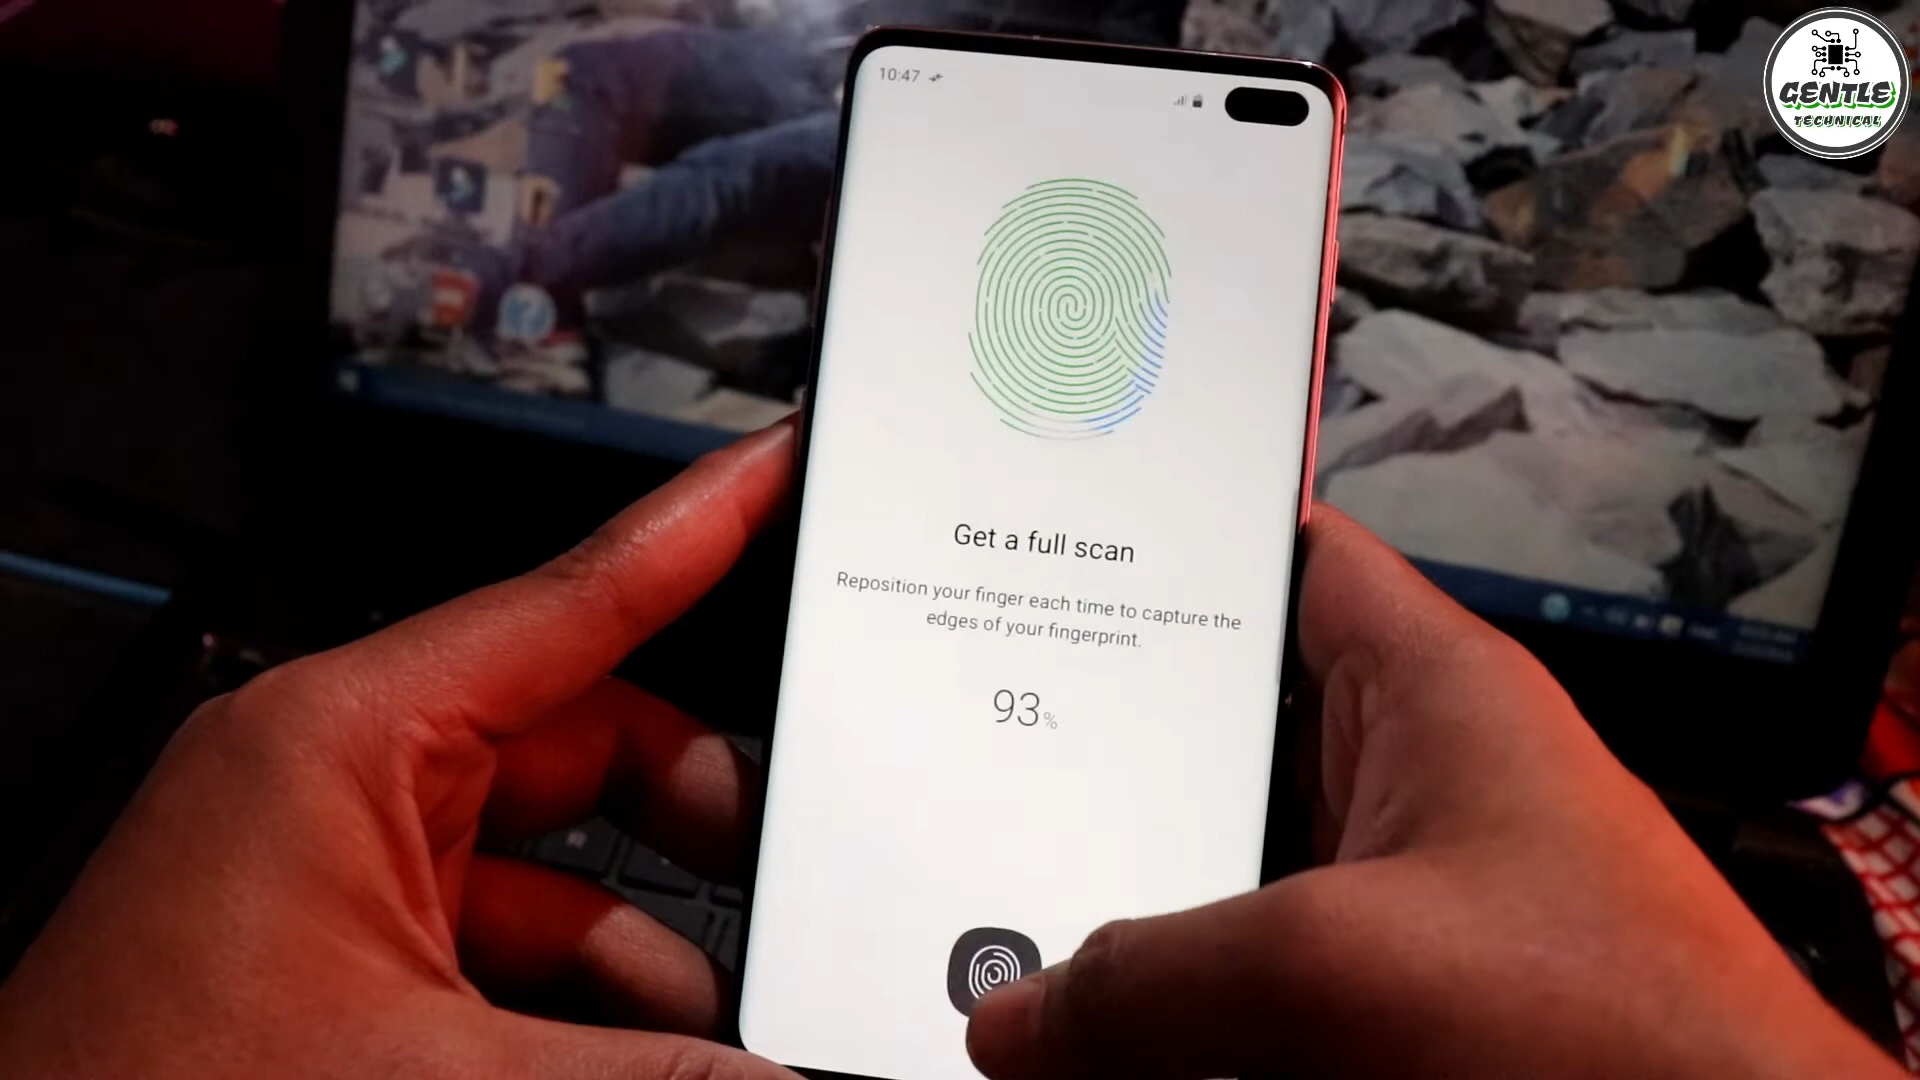 10:47
GENTLE
TECHNICAL
Get a full scan
Reposition your finger each time to capture the
edges of your fingerprint.
93%